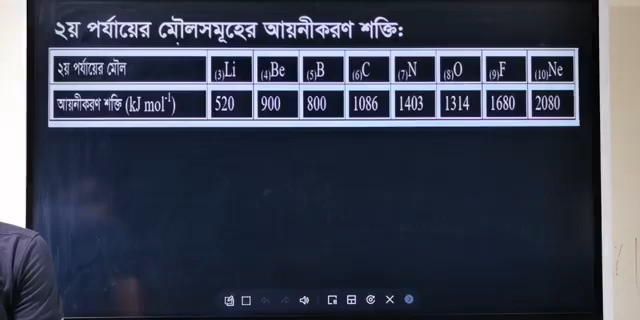 ২য় পর্যায়ের মৌলসমূহের আয়নীকরণ শক্তি:
২য় পর্যায়ের মৌল (3)Li (4)Be (5)B (6)C (7)N (8)O (9)F (10)Ne
আয়নীকরণ শক্তি (kJ mol⁻¹) 520 900 800 1086 1403 1314 1680 2080